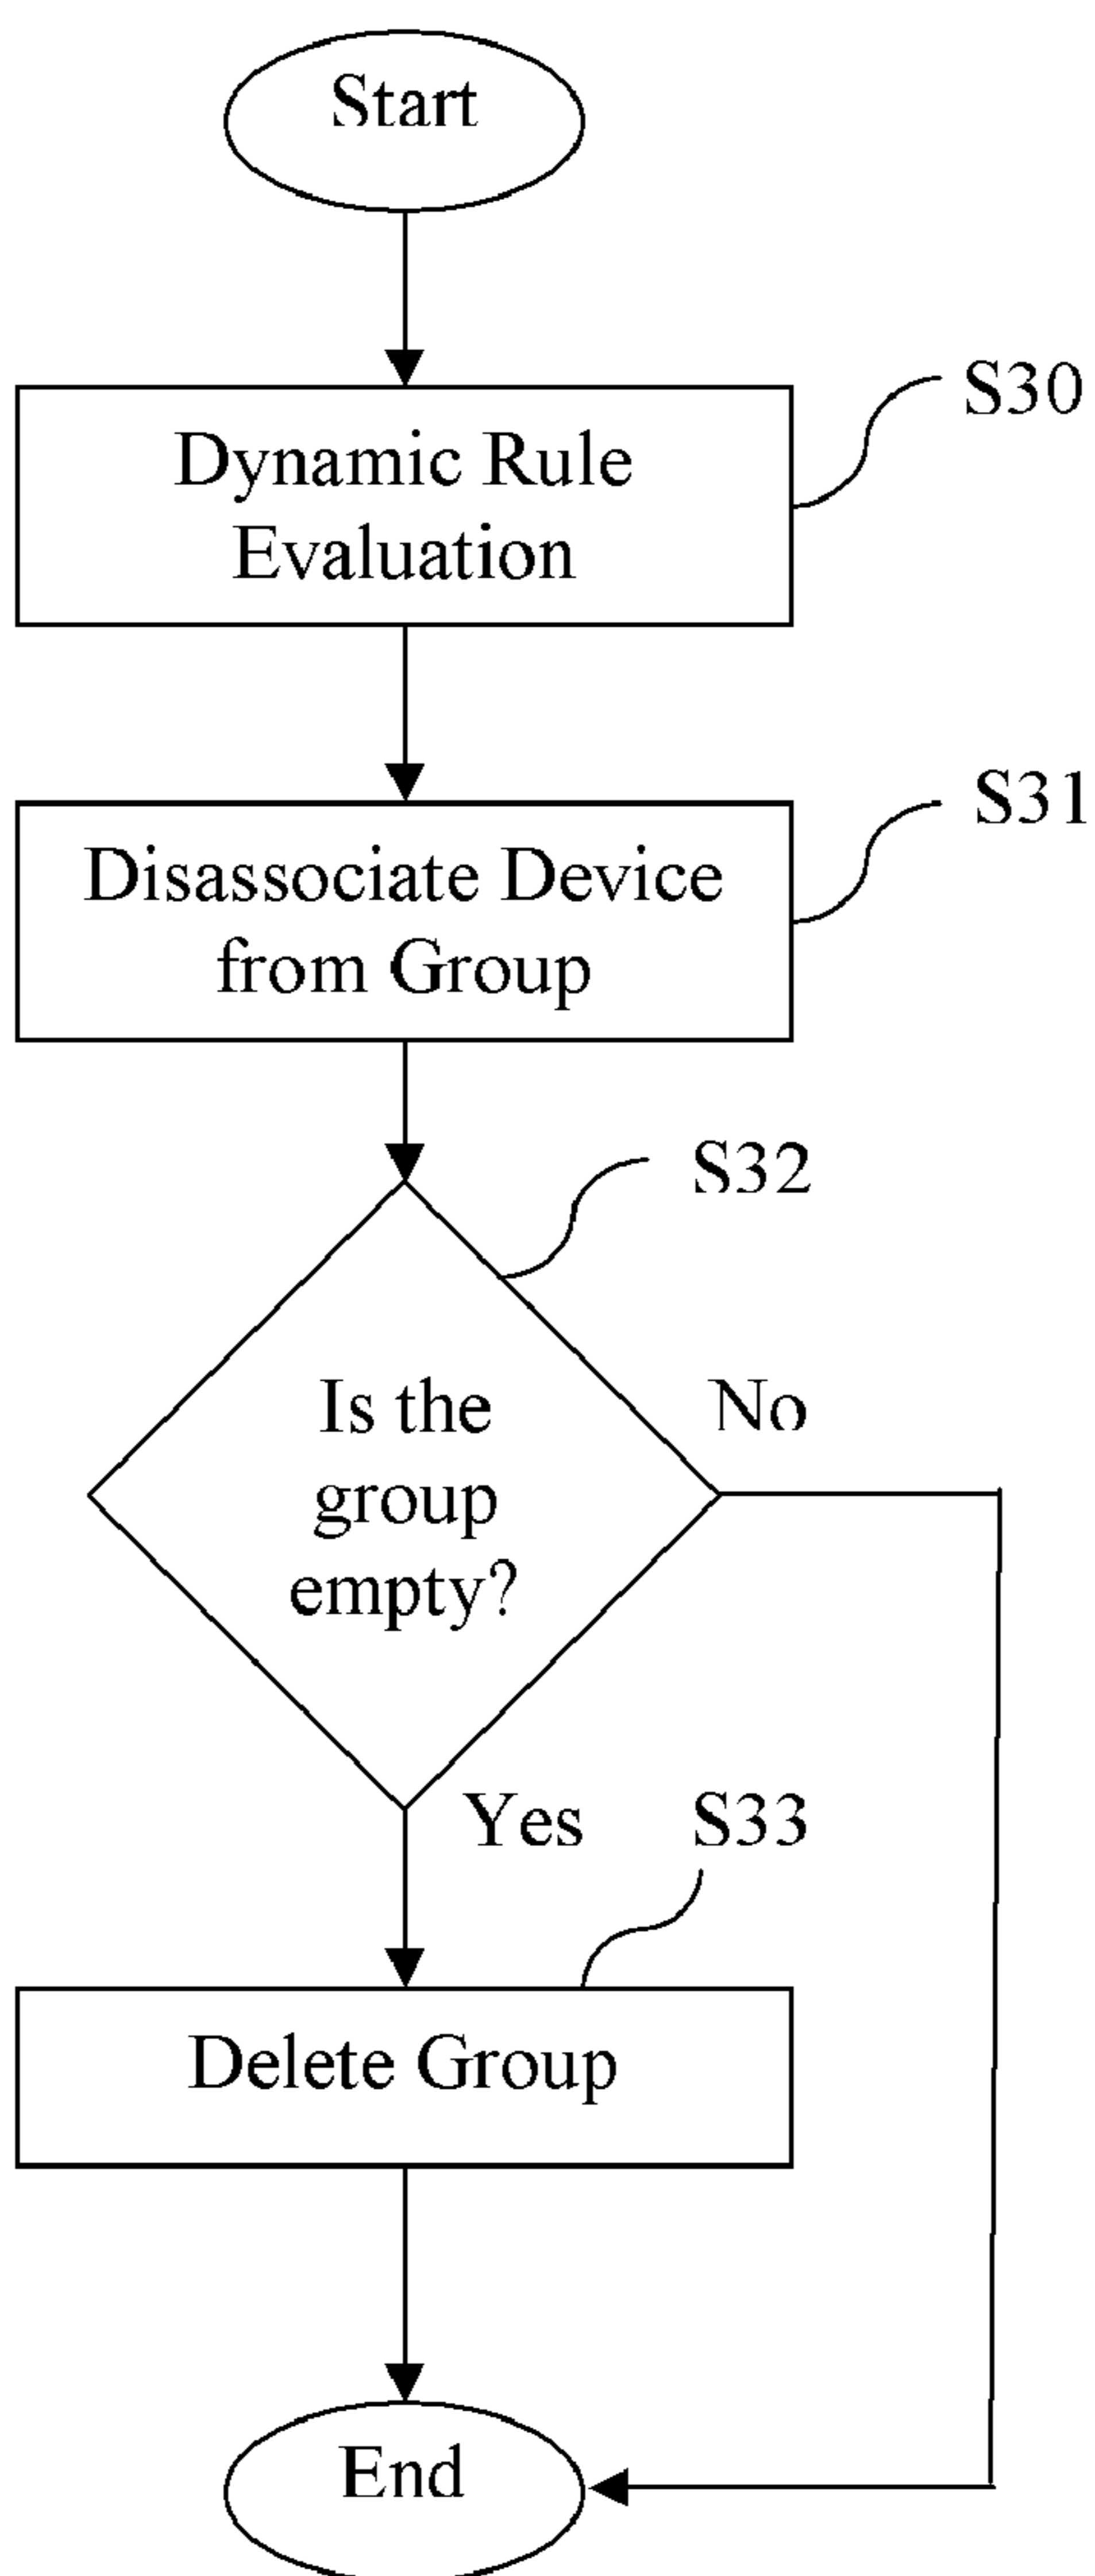 Start
S30
Dynamic Rule
Evaluation
S31
Disassociate Device
from Group
S32
Is the
group
empty?
No
Yes
S33
Delete Group
End